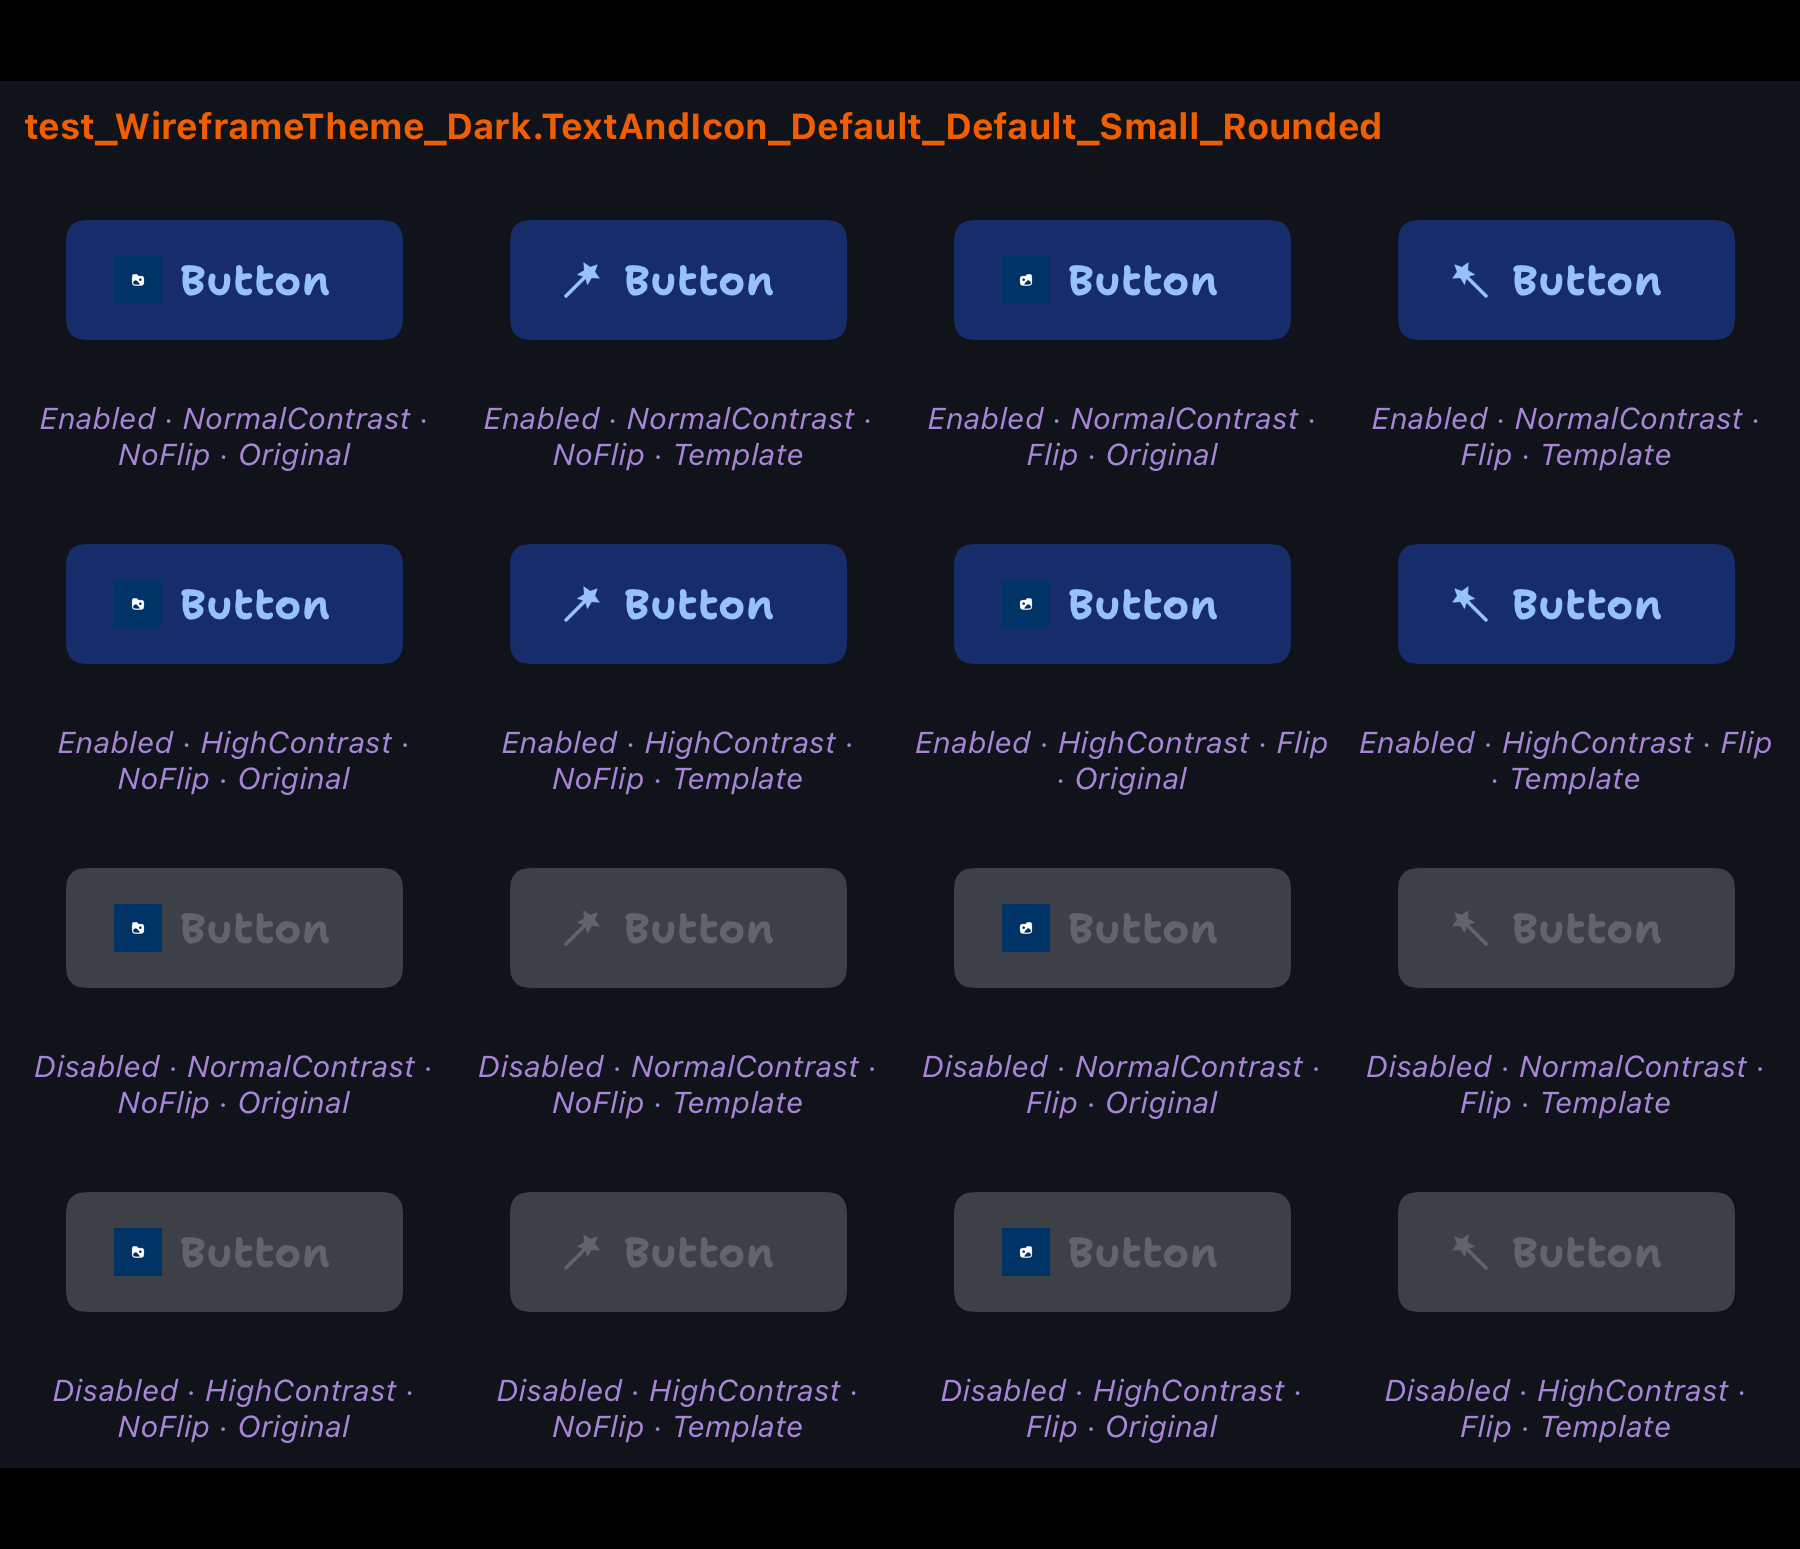 test_WireframeTheme_Dark.TextAndIcon_Default_Default_Small_Rounded
Button Button Button Button
Enabled · NormalContrast · Enabled · NormalContrast · Enabled · NormalContrast · Enabled · NormalContrast ·
NoFlip · Original NoFlip · Template Flip · Original Flip · Template
Button Button Button Button
Enabled · HighContrast · Enabled · HighContrast · Enabled · HighContrast · Flip Enabled · HighContrast · Flip
NoFlip · Original NoFlip · Template · Original · Template
Button Button Button Button
Disabled · NormalContrast · Disabled · NormalContrast · Disabled · NormalContrast · Disabled · NormalContrast ·
NoFlip · Original NoFlip · Template Flip · Original Flip · Template
Button Button Button Button
Disabled · HighContrast · Disabled · HighContrast · Disabled · HighContrast · Disabled · HighContrast ·
NoFlip · Original NoFlip · Template Flip · Original Flip · Template